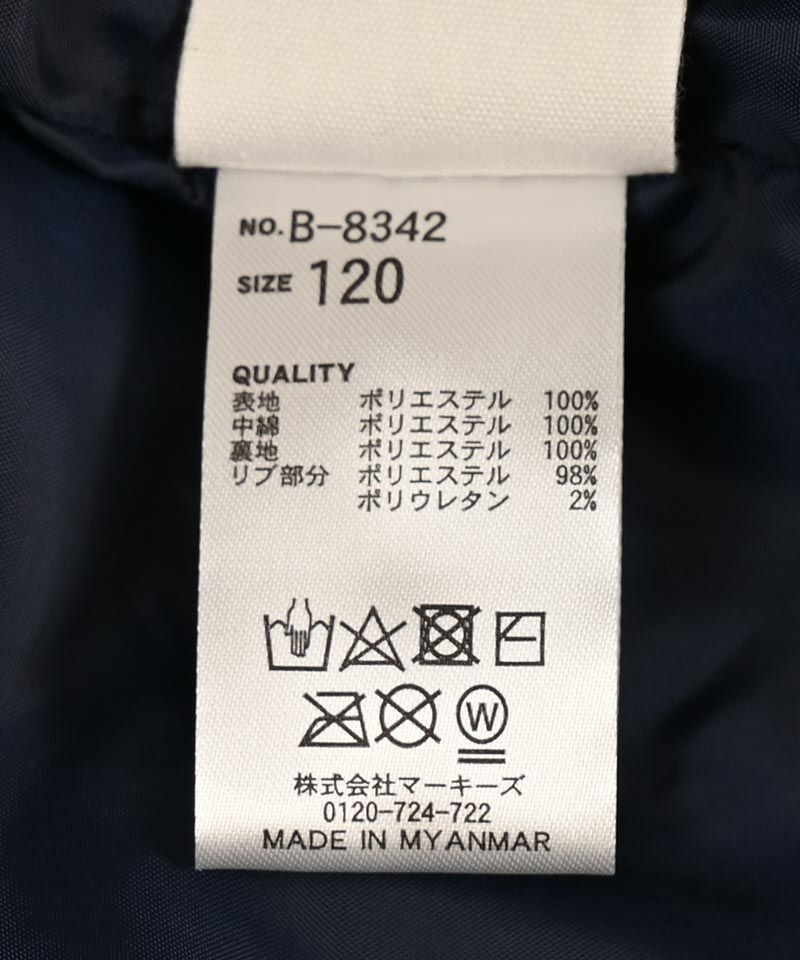 NO. B-8342
SIZE 120
QUALITY
表地 ポリエステル 100%
中綿 ポリエステル 100%
裏地 ポリエステル 100%
リブ部分 ポリエステル 98%
ポリウレタン 2%
W
株式会社マーキーズ
0120-724-722
MADE IN MYANMAR